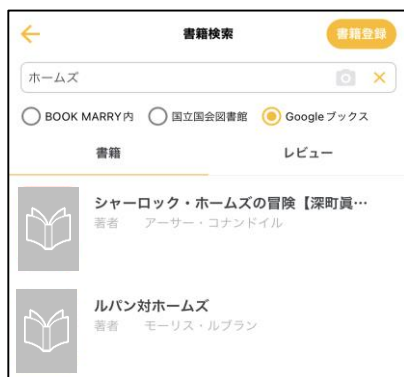 書籍検索
書籍登録
ホームズ
BOOK MARRY内 国立国会図書館 Googleブックス
書籍 レビュー
シャーロック・ホームズの冒険【深町眞…
著者 アーサー・コナンドイル
ルパン対ホームズ
著者 モーリス・ルブラン